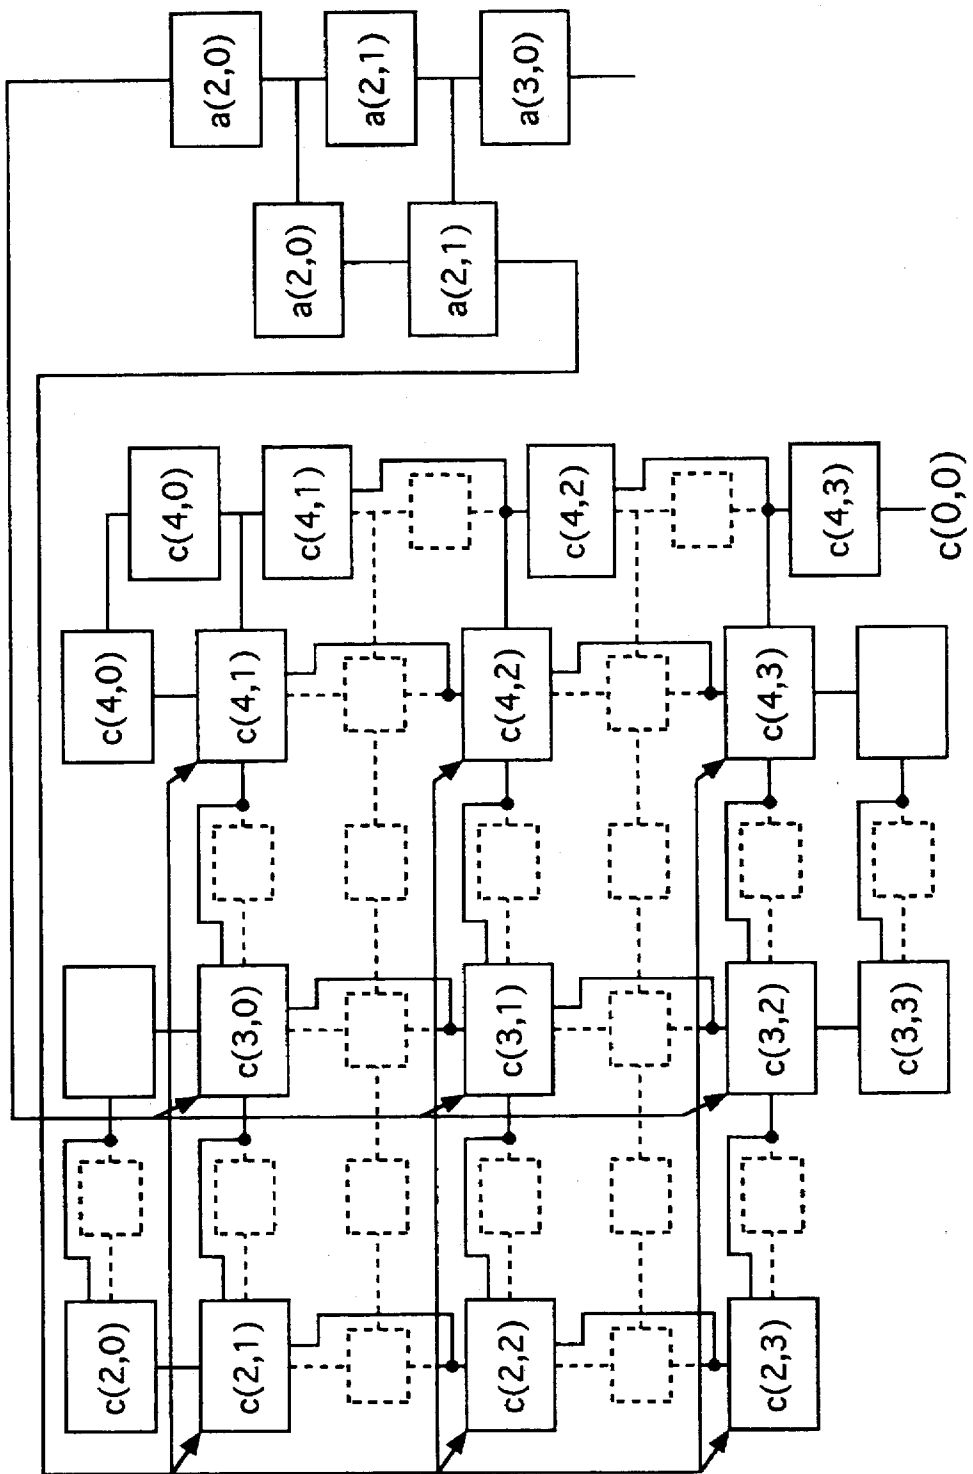 c(2,0)
c(4,0)
c(4,0)
a(2,0)
c(2,1)
c(3,0)
c(4,1)
c(4,1)
a(2,0)
a(2,1)
a(2,1)
c(2,2)
c(3,1)
c(4,2)
a(3,0)
c(4,2)
c(2,3)
c(3,2)
c(4,3)
c(4,3)
c(3,3)
c(0,0)